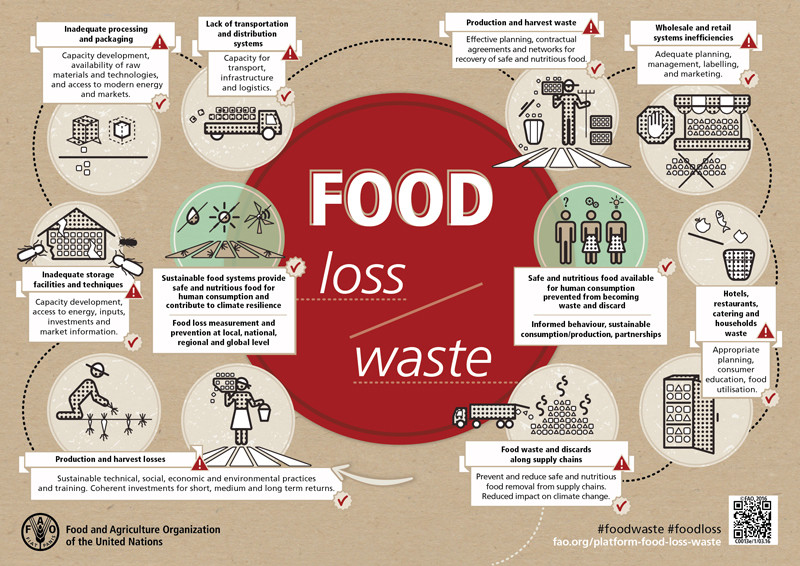 Inadequate processing
and packaging
Capacity development,
availability of raw
materials and technologies,
and access to modern energy
and markets.
Lack of transportation
and distribution
systems
Capacity for
transport,
infrastructure
and logistics.
Production and harvest waste
Effective planning, contractual
agreements and networks for
recovery of safe and nutritious food.
Wholesale and retail
systems inefficiencies
Adequate planning,
management, labelling,
and marketing.
FOOD
loss
waste
Inadequate storage
facilities and techniques
Capacity development,
access to energy, inputs,
investments and
market information.
Sustainable food systems provide
safe and nutritious food for
human consumption and
contribute to climate resilience
Food loss measurement and
prevention at local, national,
regional and global level
?
Safe and nutritious food available
for human consumption
prevented from becoming
waste and discard
Informed behaviour, sustainable
consumption/production, partnerships
Hotels,
restaurants,
catering and
households
waste
Appropriate
planning,
consumer
education, food
utilisation.
Production and harvest losses
Sustainable technical, social, economic and environmental practices
and training. Coherent investments for short, medium and long term returns.
Food waste and discards
along supply chains
Prevent and reduce safe and nutritious
food removal from supply chains.
Reduced impact on climate change.
FAO
FIAT PANIS
Food and Agriculture Organization
of the United Nations
#foodwaste #foodloss
fao.org/platform-food-loss-waste
©FAO, 2016
C0013e/1/03.16